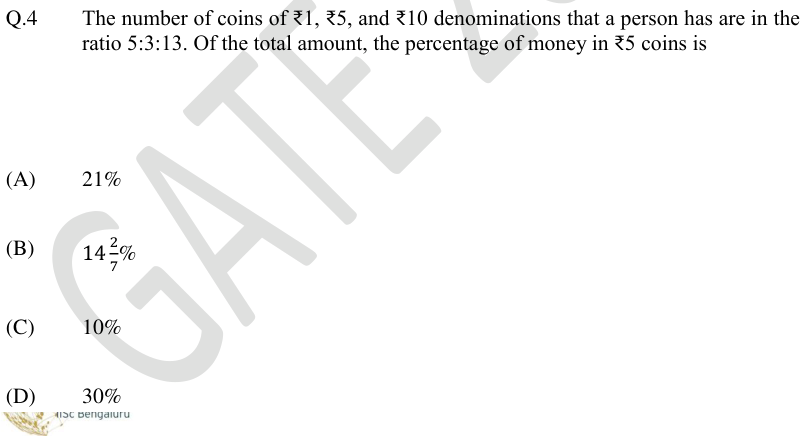 Q.4 The number of coins of ₹1, ₹5, and ₹10 denominations that a person has are in the
ratio 5:3:13. Of the total amount, the percentage of money in ₹5 coins is
(A) 21%
(B) 14 2/7 %
(C) 10%
(D) 30%
IISc Bengaluru
GATE 2